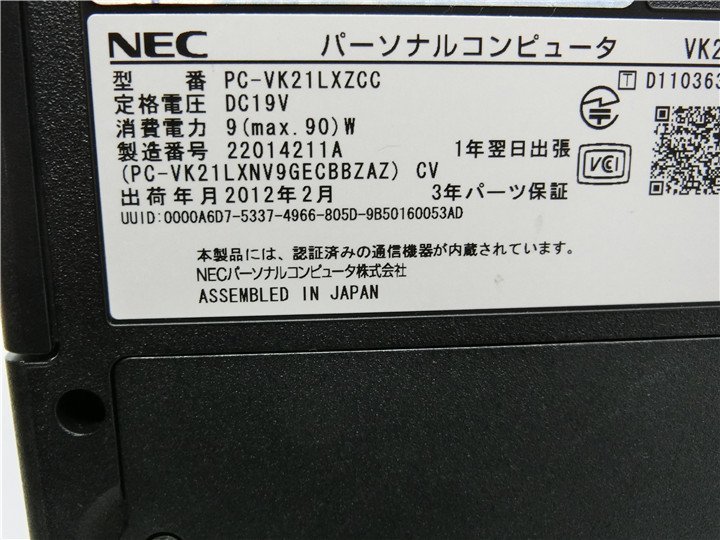 NEC パーソナルコンピュータ VK2
型 番 PC-VK21LXZCC
T D110363
定格電圧 DC19V
消費電力 9(max.90)W
製造番号 22014211A 1年翌日出張
(PC-VK21LXNV9GECBBZAZ) CV
VCCI
出荷年月 2012年2月 3年パーツ保証
UUID:0000A6D7-5337-4966-805D-9B50160053AD
本製品には、認証済みの通信機器が内蔵されています。
NECパーソナルコンピュータ株式会社
ASSEMBLED IN JAPAN